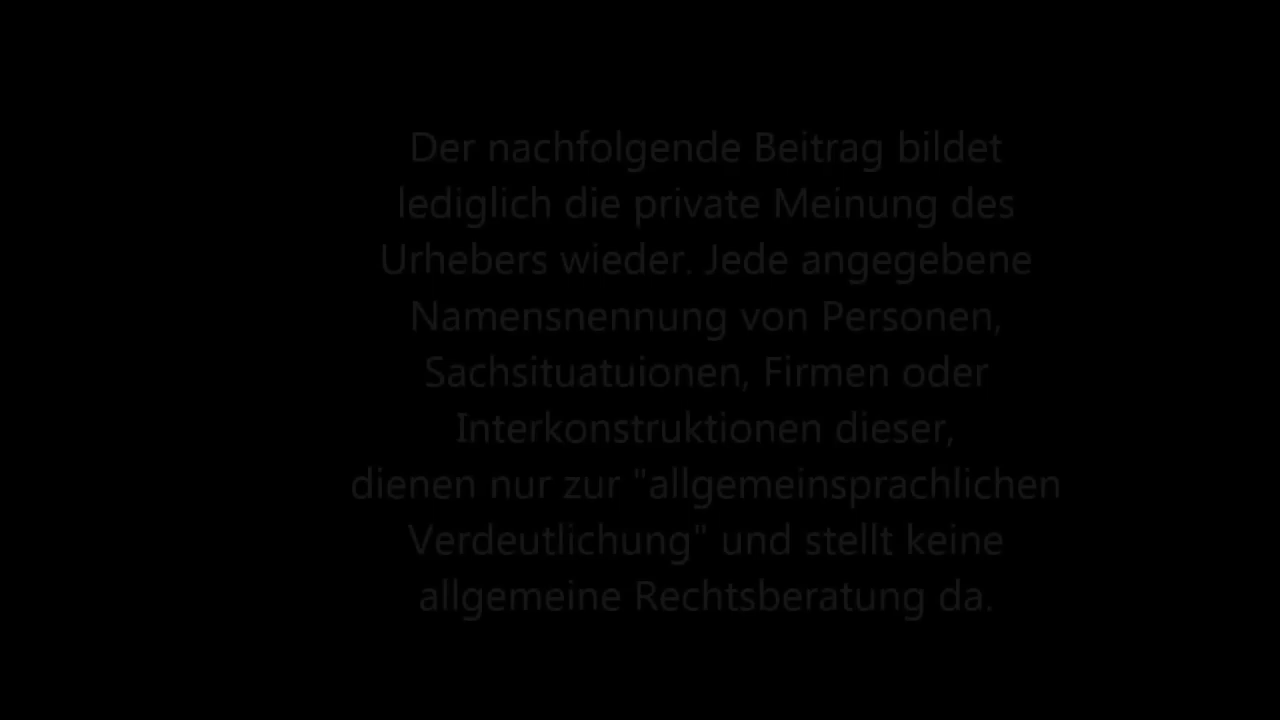 Der nachfolgende Beitrag bildet
lediglich die private Meinung des
Urhebers wieder. Jede angegebene
Namensnennung von Personen,
Sachsituatuionen, Firmen oder
Interkonstruktionen dieser,
dienen nur zur "allgemeinsprachlichen
Verdeutlichung" und stellt keine
allgemeine Rechtsberatung da.